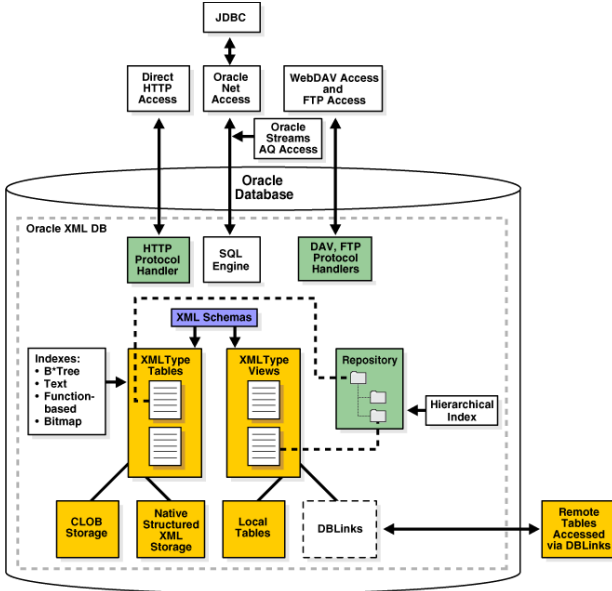 JDBC
Direct
HTTP
Access
Oracle
Net
Access
WebDAV Access
and
FTP Access
Oracle
Streams
AQ Access
Oracle
Database
Oracle XML DB
HTTP
Protocol
Handler
SQL
Engine
DAV, FTP
Protocol
Handlers
XML Schemas
Indexes:
• B*Tree
• Text
• Function-
based
• Bitmap
XMLType
Tables
XMLType
Views
Repository
Hierarchical
Index
CLOB
Storage
Native
Structured
XML
Storage
Local
Tables
DBLinks
Remote
Tables
Accessed
via DBLinks